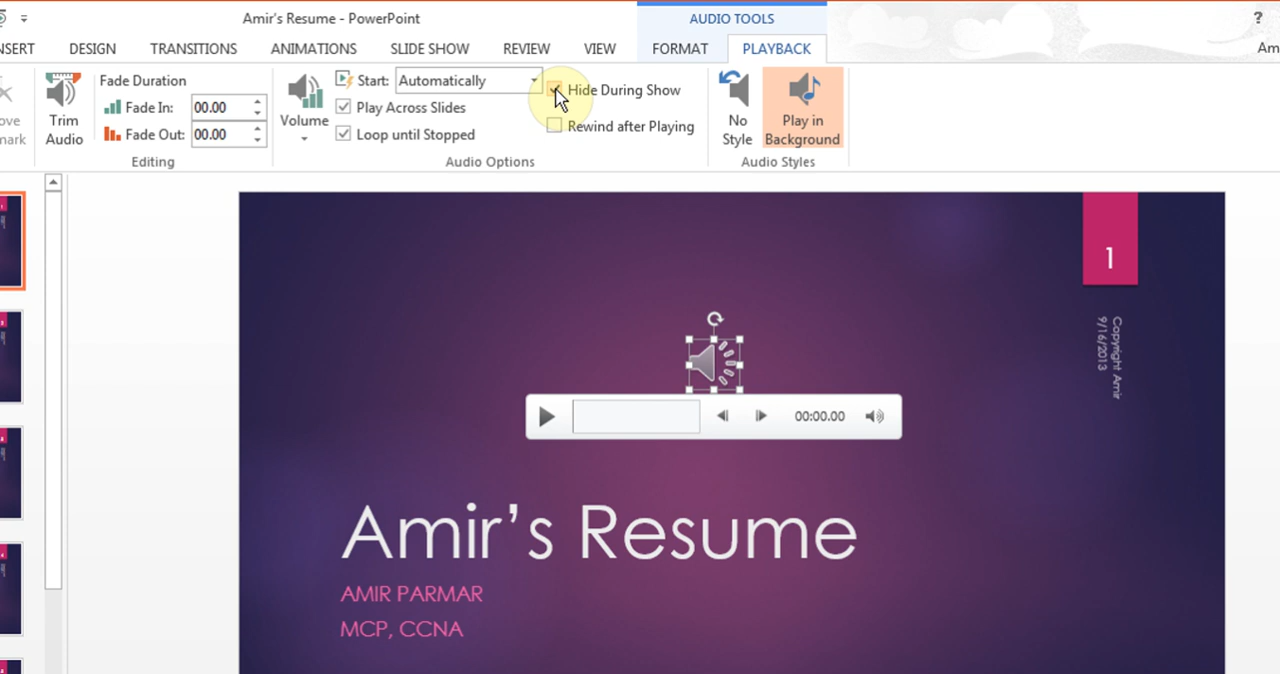 Amir's Resume - PowerPoint
AUDIO TOOLS
?
NSERT DESIGN TRANSITIONS ANIMATIONS SLIDE SHOW REVIEW VIEW FORMAT PLAYBACK Am
ove
mark
Trim
Audio
Fade Duration
Fade In: 00.00
Fade Out: 00.00
Editing
Volume
Start: Automatically
Play Across Slides
Loop until Stopped
Hide During Show
Rewind after Playing
Audio Options
No
Style
Play in
Background
Audio Styles
1
Copyright Amir
9/16/2013
00:00.00
Amir’s Resume
AMIR PARMAR
MCP, CCNA